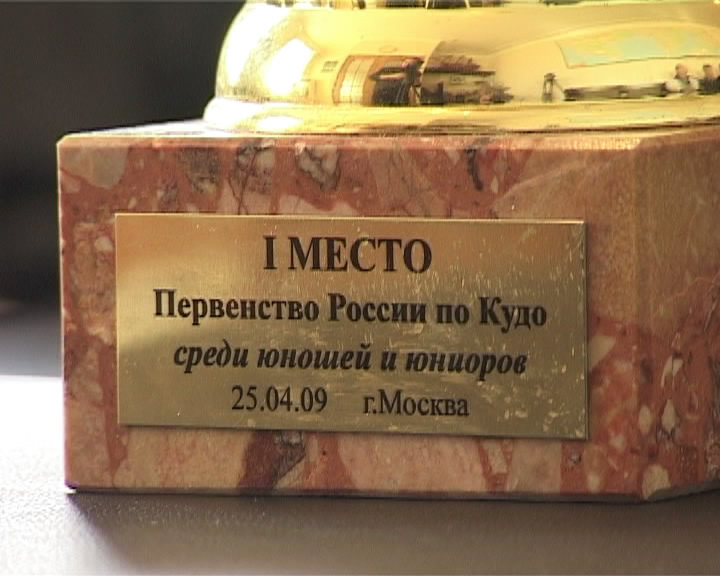 I МЕСТО
Первенство России по Кудо
среди юношей и юниоров
25.04.09 г.Москва